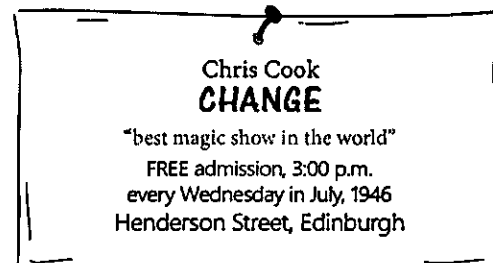 Chris Cook
CHANGE
"best magic show in the world"
FREE admission, 3:00 p.m.
every Wednesday in July, 1946
Henderson Street, Edinburgh